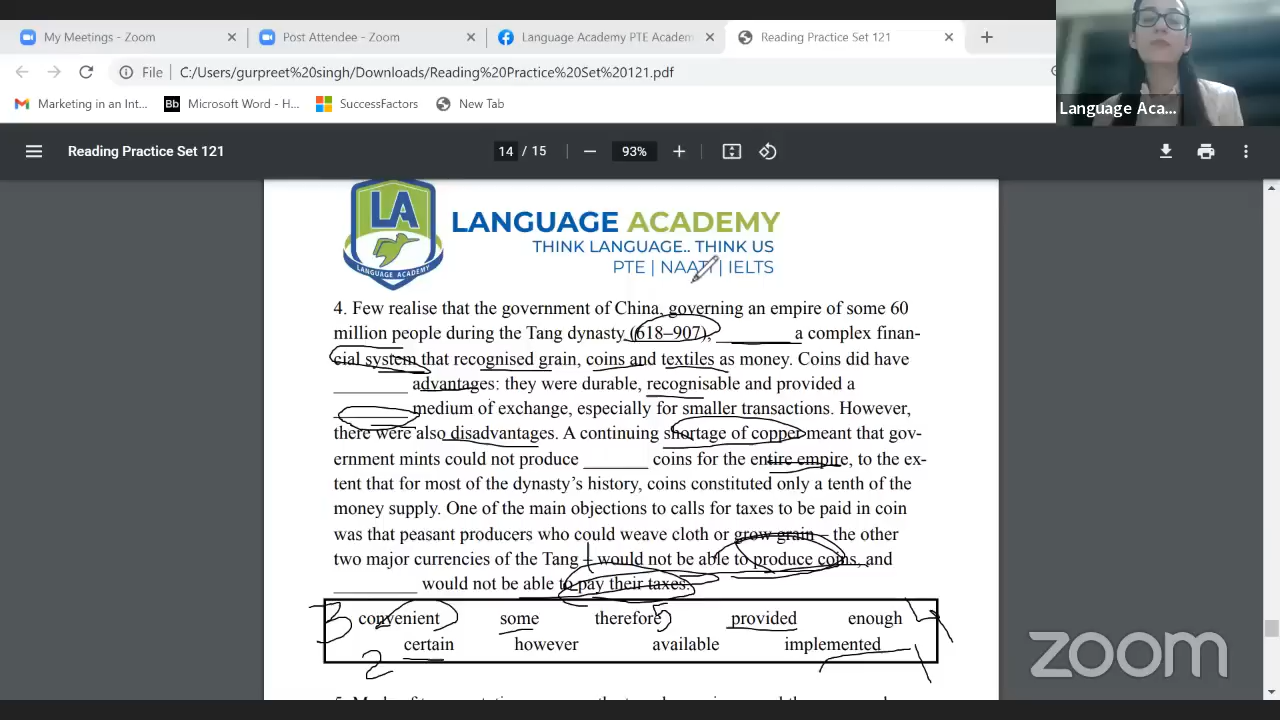 My Meetings - Zoom
Post Attendee - Zoom
Language Academy PTE Academ
Reading Practice Set 121
File
C:/Users/gurpreet%20singh/Downloads/Reading%20Practice%20Set%20121.pdf
Marketing in an Int...
Bb
Microsoft Word - H...
SuccessFactors
New Tab
Language Aca...
Reading Practice Set 121
14 / 15
93%
LA
LANGUAGE ACADEMY
LANGUAGE ACADEMY
THINK LANGUAGE.. THINK US
PTE | NAATI | IELTS
4. Few realise that the government of China, governing an empire of some 60
million people during the Tang dynasty (618–907), ________ a complex finan-
cial system that recognised grain, coins and textiles as money. Coins did have
________ advantages: they were durable, recognisable and provided a
________ medium of exchange, especially for smaller transactions. However,
there were also disadvantages. A continuing shortage of copper meant that gov-
ernment mints could not produce _______ coins for the entire empire, to the ex-
tent that for most of the dynasty's history, coins constituted only a tenth of the
money supply. One of the main objections to calls for taxes to be paid in coin
was that peasant producers who could weave cloth or grow grain – the other
two major currencies of the Tang – would not be able to produce coins, and
_________ would not be able to pay their taxes.
3 convenient some therefore 5 provided enough 4
2 certain however available implemented 1
zoom